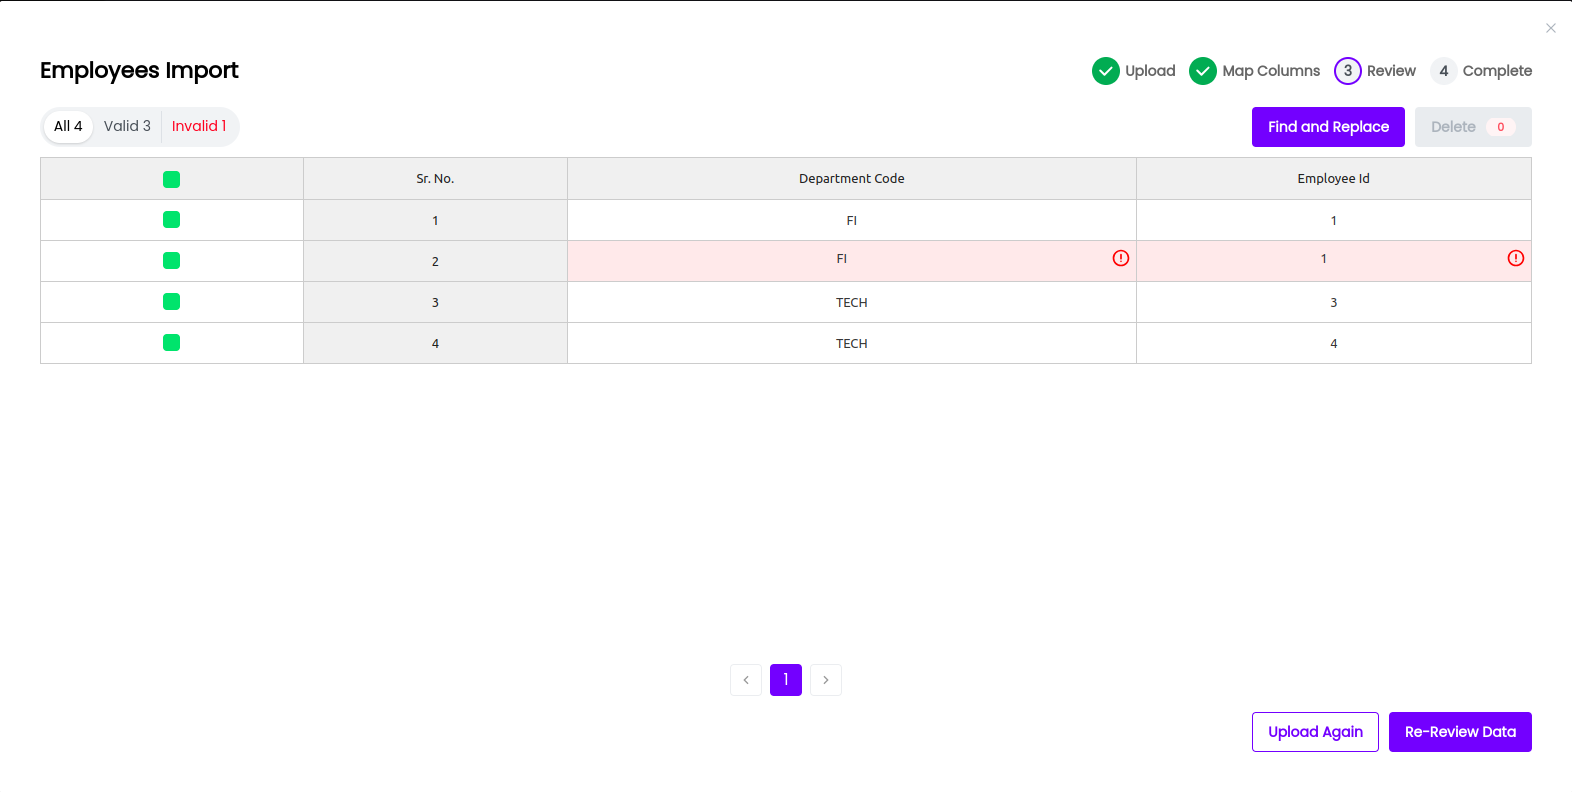 Employees Import
Upload Map Columns 3 Review 4 Complete
All 4 Valid 3 Invalid 1
Find and Replace Delete 0
Sr. No. Department Code Employee Id
1 FI 1
2 FI 1
3 TECH 3
4 TECH 4
1
Upload Again Re-Review Data